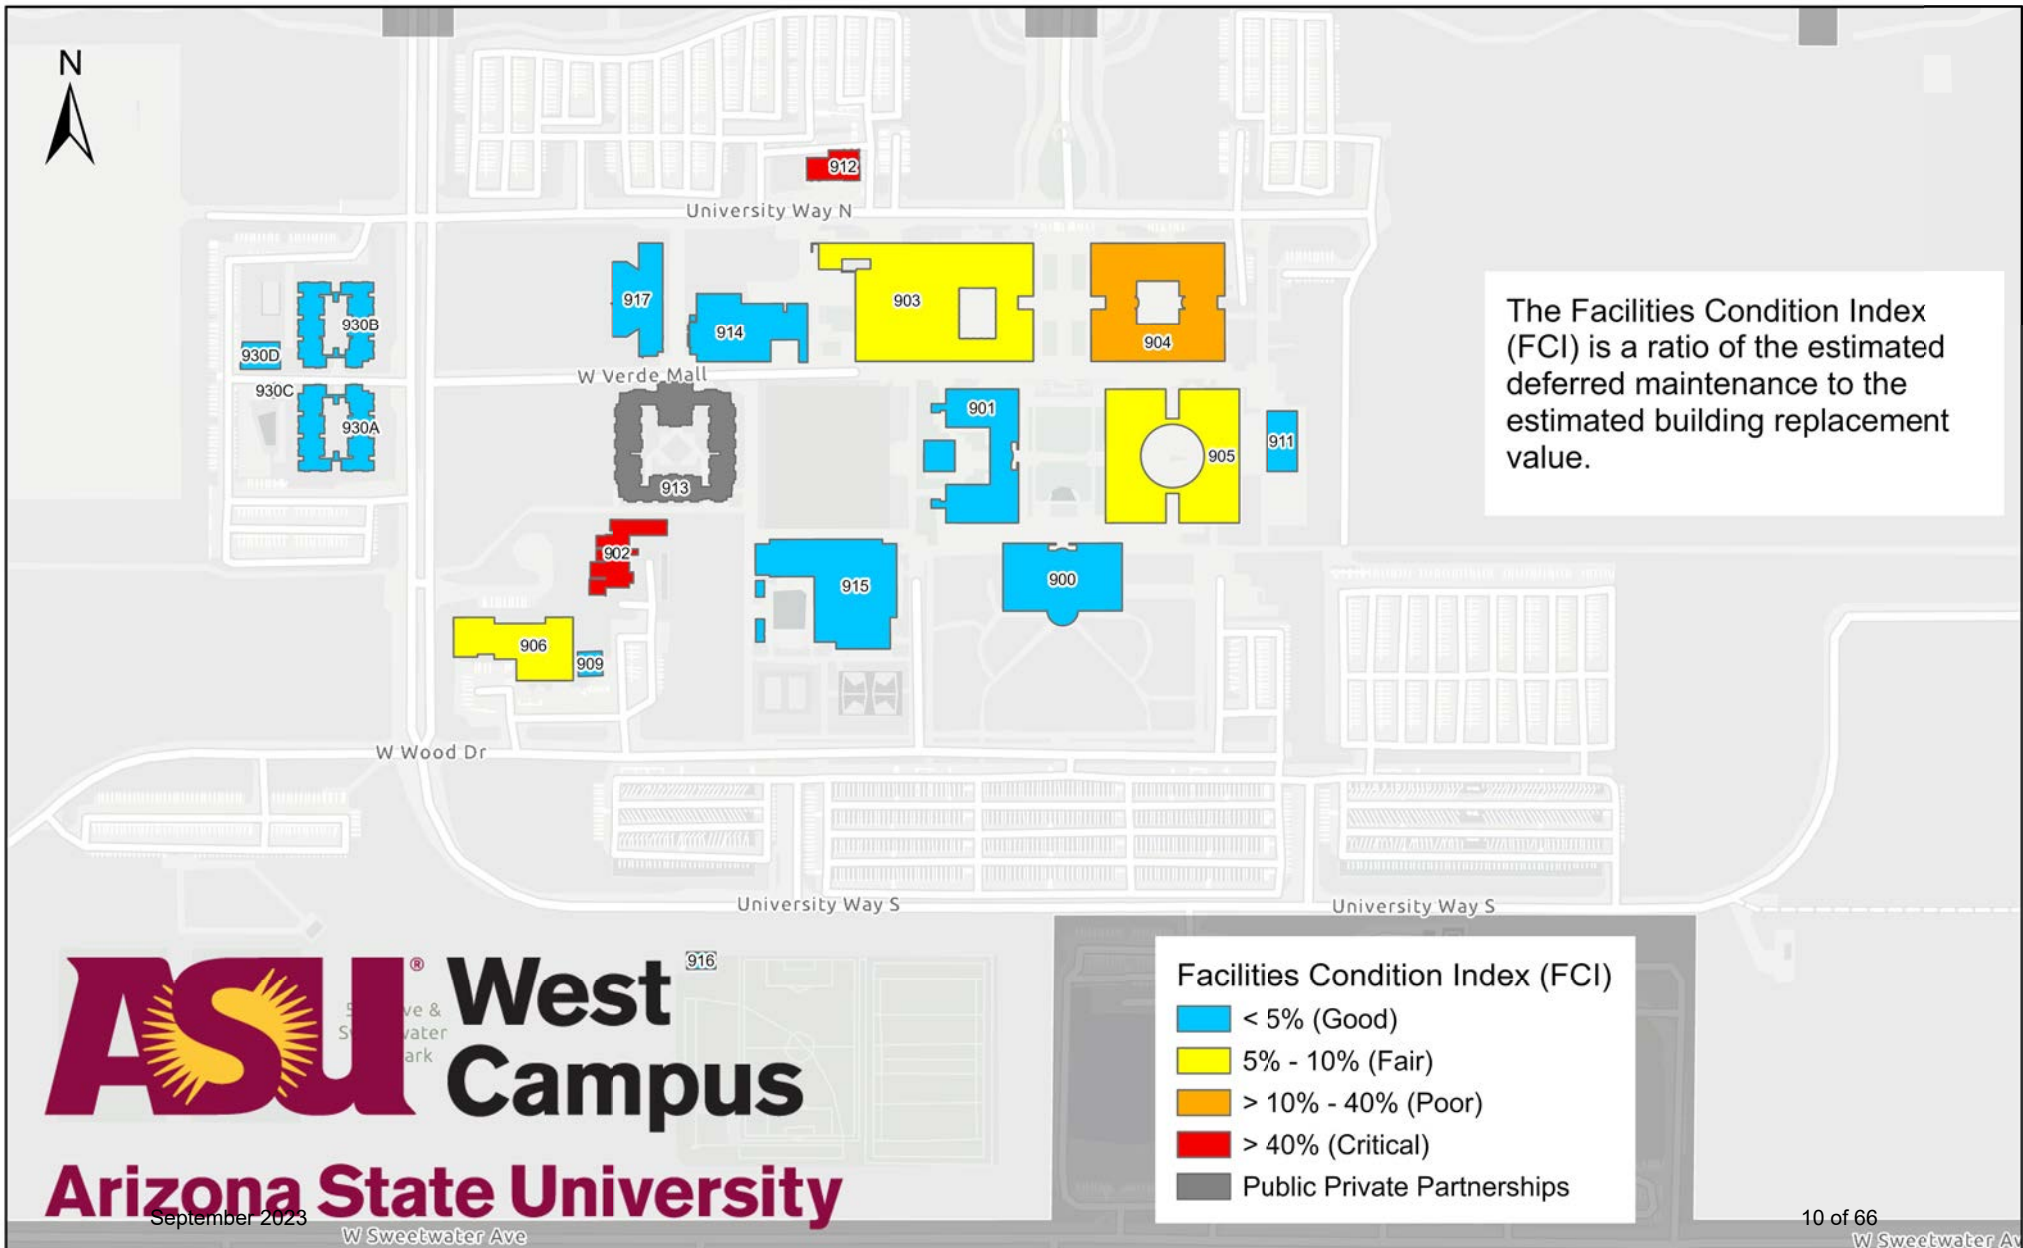 N
912
University Way N
917
914
903
904
930B
930D
930C
930A
W Verde Mall
901
905
911
913
902
915
900
906
909
The Facilities Condition Index
(FCI) is a ratio of the estimated
deferred maintenance to the
estimated building replacement
value.
W Wood Dr
University Way S
University Way S
916
ASU®
West
Campus
Arizona State University
Facilities Condition Index (FCI)
< 5% (Good)
5% - 10% (Fair)
> 10% - 40% (Poor)
> 40% (Critical)
Public Private Partnerships
September 2023
10 of 66
W Sweetwater Ave
W Sweetwater Av